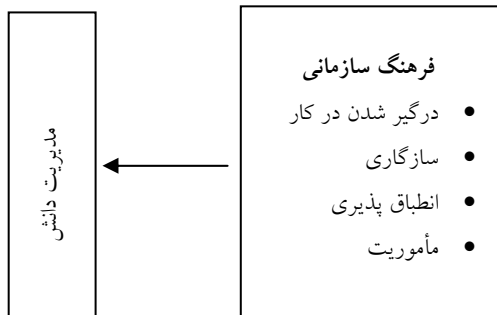 فرهنگ سازمانی
• درگیر شدن در کار
• سازگاری
• انطباق پذیری
• مأموریت
مدیریت دانش